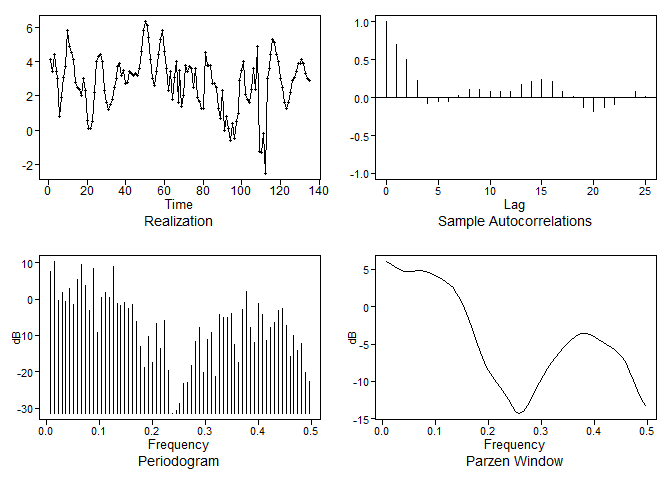 6
4
2
0
-2
0 20 40 60 80 100 120 140
Time
Realization
1.0
0.5
0.0
-0.5
-1.0
0 5 10 15 20 25
Lag
Sample Autocorrelations
10
0
-10
-20
-30
dB
0.0 0.1 0.2 0.3 0.4 0.5
Frequency
Periodogram
5
0
-5
-10
-15
dB
0.0 0.1 0.2 0.3 0.4 0.5
Frequency
Parzen Window